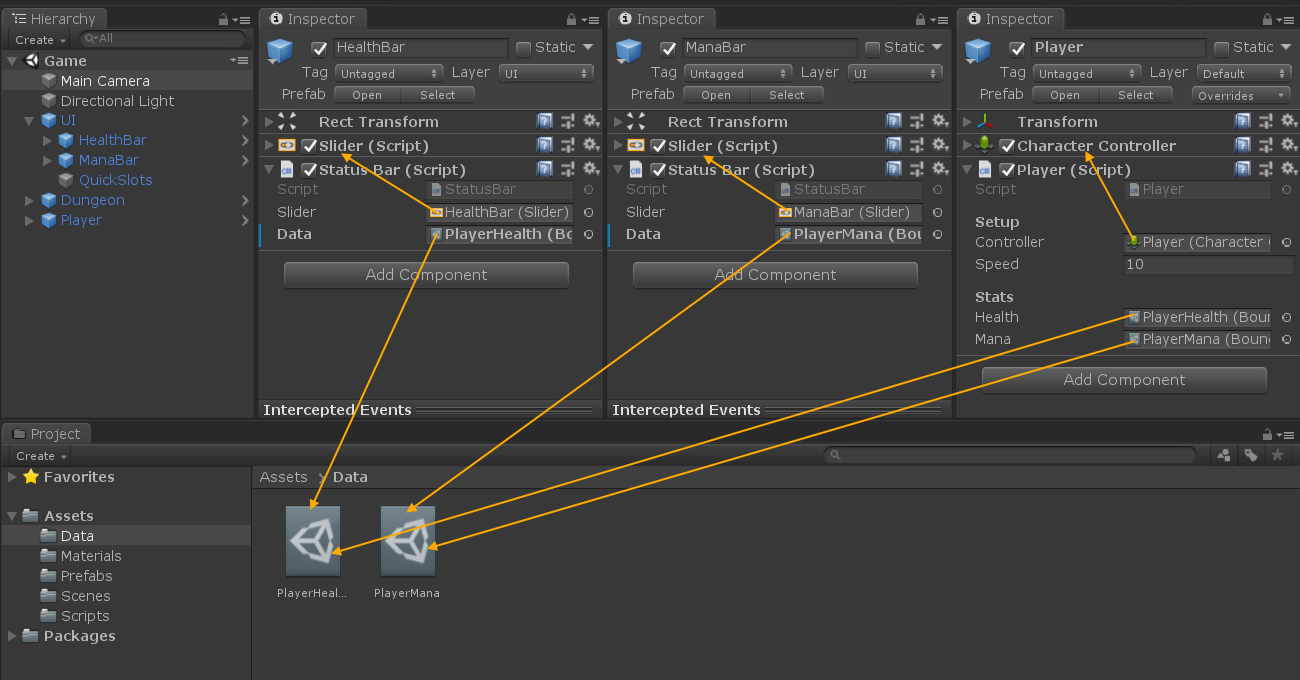 Hierarchy
Create
All
Game
Main Camera
Directional Light
UI
HealthBar
ManaBar
QuickSlots
Dungeon
Player
Inspector
HealthBar Static
Tag Untagged Layer UI
Prefab Open Select
Rect Transform
Slider (Script)
Status Bar (Script)
Script StatusBar
Slider HealthBar (Slider)
Data PlayerHealth (Bo
Add Component
Intercepted Events
Inspector
ManaBar Static
Tag Untagged Layer UI
Prefab Open Select
Rect Transform
Slider (Script)
Status Bar (Script)
Script StatusBar
Slider ManaBar (Slider)
Data PlayerMana (Bou
Add Component
Intercepted Events
Inspector
Player Static
Tag Untagged Layer Default
Prefab Open Select Overrides
Transform
Character Controller
Player (Script)
Script Player
Setup
Controller Player (Character
Speed 10
Stats
Health PlayerHealth (Boun
Mana PlayerMana (Boun
Add Component
Project
Create
Favorites
Assets
Data
Materials
Prefabs
Scenes
Scripts
Packages
Assets › Data
PlayerHeal...
PlayerMana